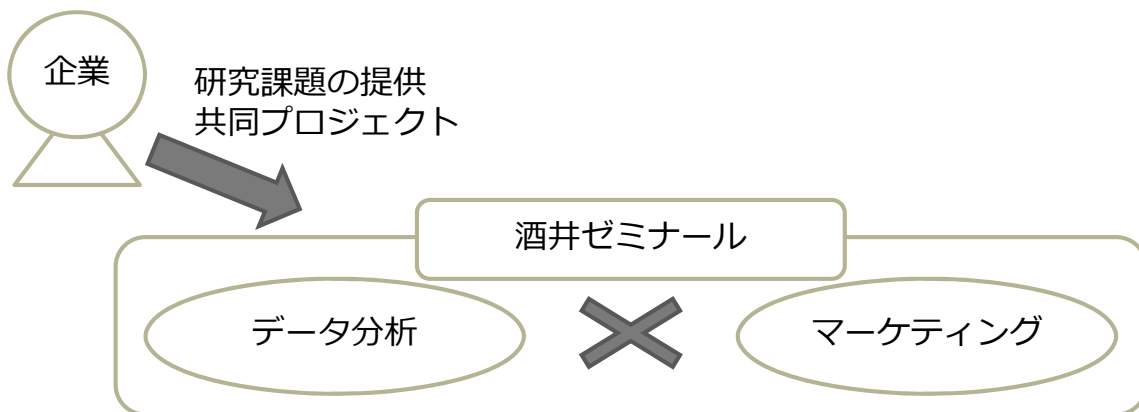 企業
研究課題の提供
共同プロジェクト
酒井ゼミナール
データ分析
マーケティング